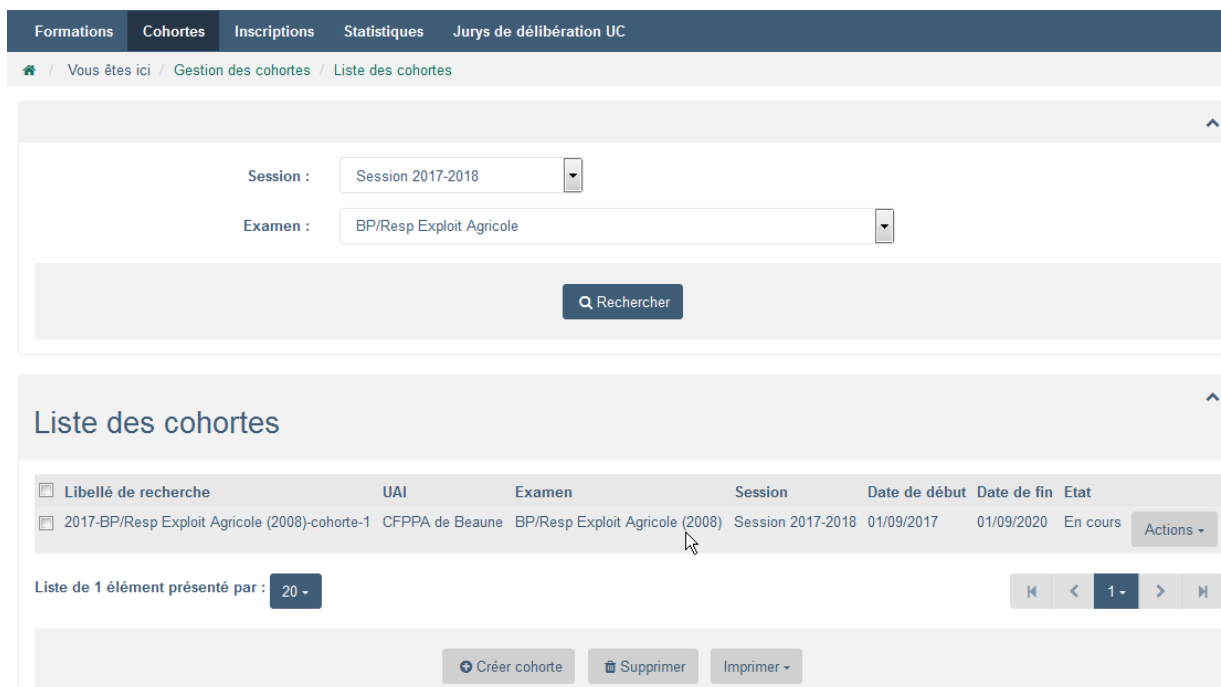 Formations Cohortes Inscriptions Statistiques Jurys de délibération UC
/ Vous êtes ici / Gestion des cohortes / Liste des cohortes
Session : Session 2017-2018
Examen : BP/Resp Exploit Agricole
Rechercher
Liste des cohortes
Libellé de recherche UAI Examen Session Date de début Date de fin Etat
2017-BP/Resp Exploit Agricole (2008)-cohorte-1 CFPPA de Beaune BP/Resp Exploit Agricole (2008) Session 2017-2018 01/09/2017 01/09/2020 En cours Actions
Liste de 1 élément présenté par : 20 1
Créer cohorte Supprimer Imprimer